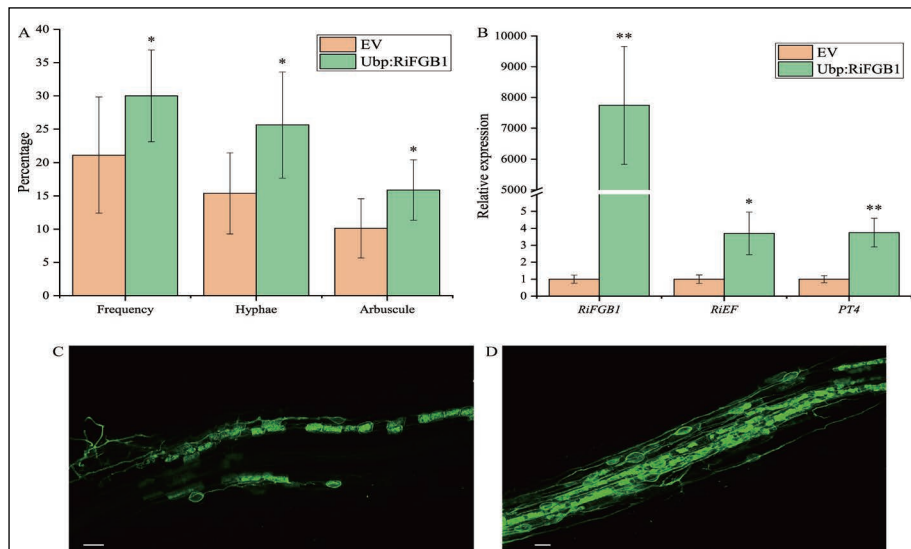 A
EV
Ubp:RiFGB1
Percentage
40
35
30
25
20
15
10
5
0
* * *
Frequency Hyphae Arbuscule
B
EV
Ubp:RiFGB1
Relative expression
10000
9000
8000
7000
6000
5000
5
4
3
2
1
0
** * **
RiFGB1 RiEF PT4
C
D